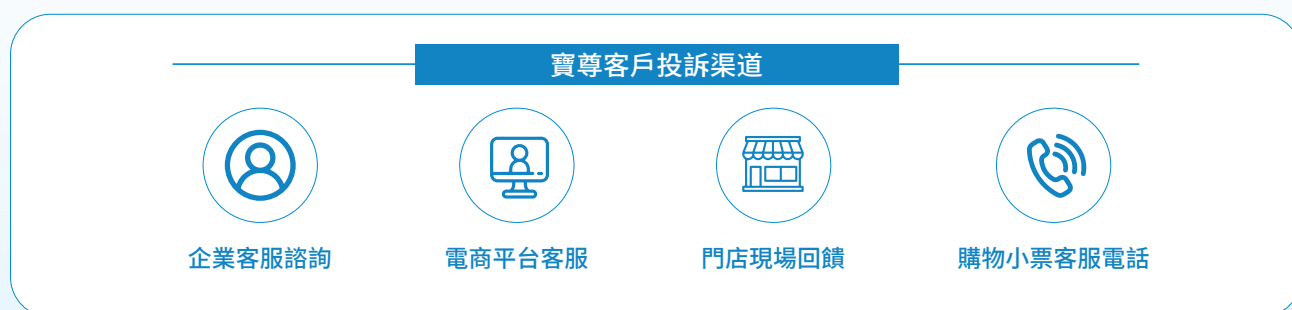 寶尊客戶投訴渠道
企業客服諮詢
電商平台客服
門店現場回饋
購物小票客服電話